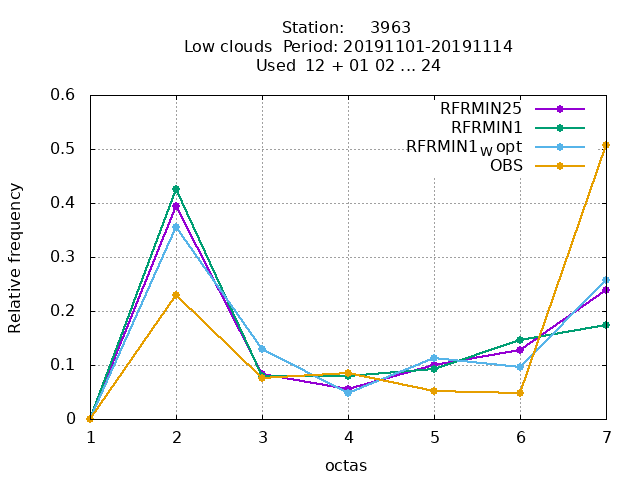 Station: 3963
Low clouds Period: 20191101-20191114
Used 12 + 01 02 ... 24
RFRMIN25
RFRMIN1
RFRMIN1w opt
OBS
Relative frequency
0.6
0.5
0.4
0.3
0.2
0.1
0
1 2 3 4 5 6 7
octas